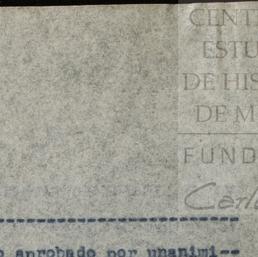 CENT
ESTU
DE HIS
DE M
FUND
Carl
aprobado por unanimi--